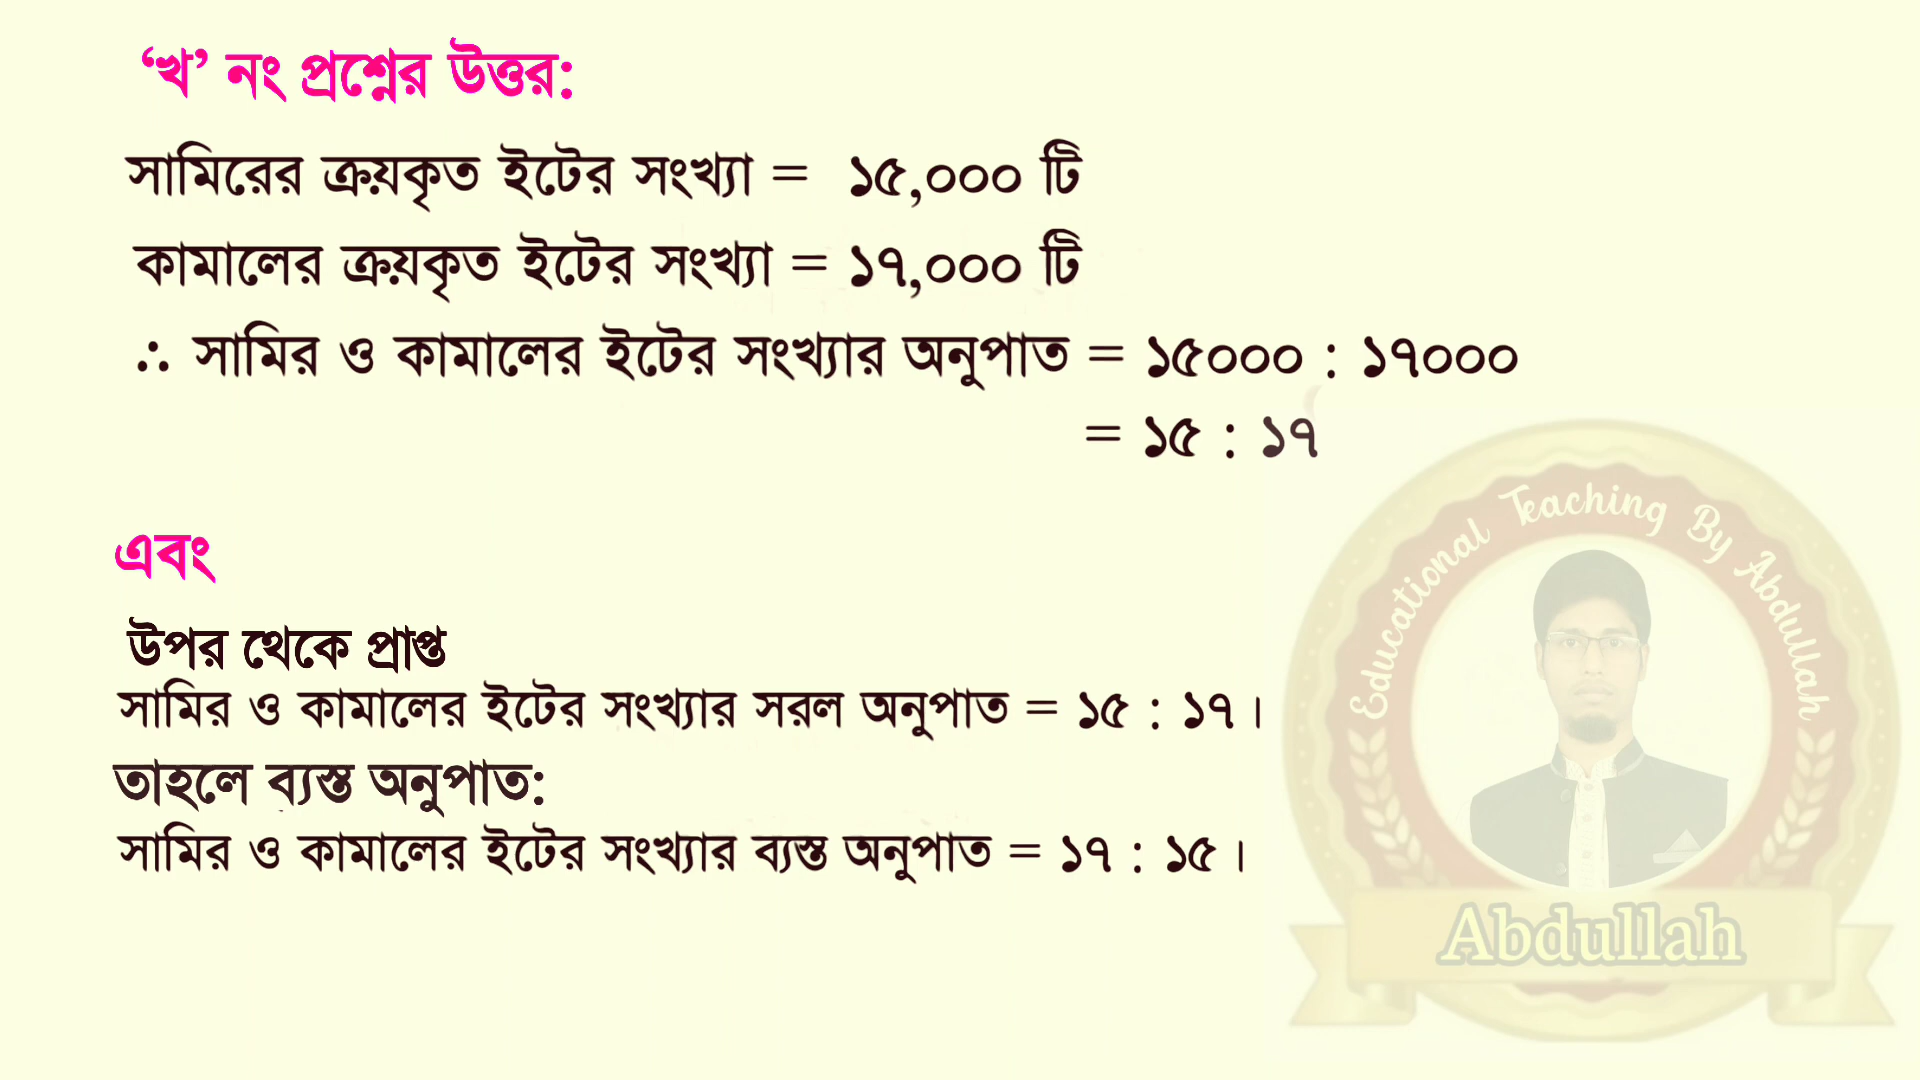 ‘খ’ নং প্রশ্নের উত্তর:
সামিরের ক্রয়কৃত ইটের সংখ্যা = ১৫,০০০ টি
কামালের ক্রয়কৃত ইটের সংখ্যা = ১৭,০০০ টি
∴ সামির ও কামালের ইটের সংখ্যার অনুপাত = ১৫০০০ : ১৭০০০
= ১৫ : ১৭
এবং
উপর থেকে প্রাপ্ত
সামির ও কামালের ইটের সংখ্যার সরল অনুপাত = ১৫ : ১৭।
তাহলে ব্যস্ত অনুপাত:
সামির ও কামালের ইটের সংখ্যার ব্যস্ত অনুপাত = ১৭ : ১৫।
Educational Teaching By Abdullah
Abdullah